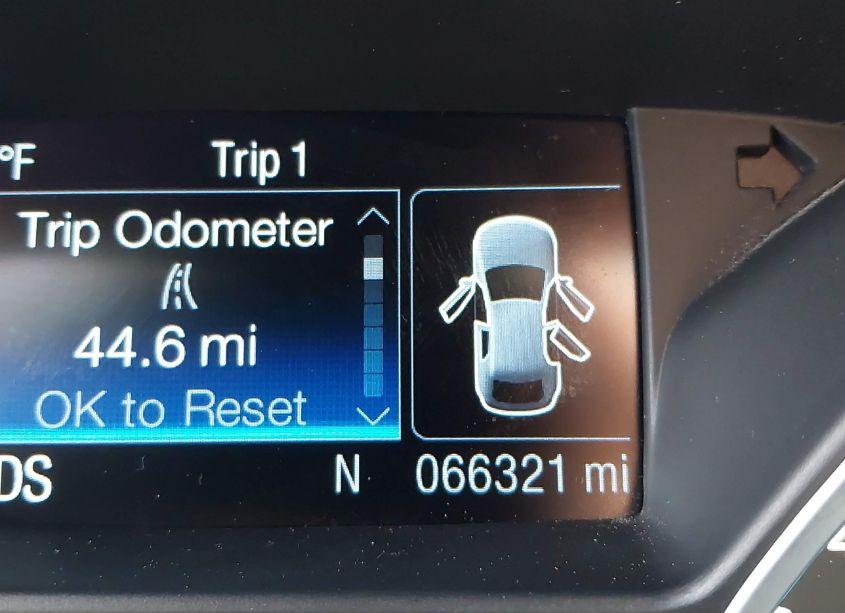 °F Trip 1
Trip Odometer
44.6 mi
OK to Reset
DS N 066321 mi